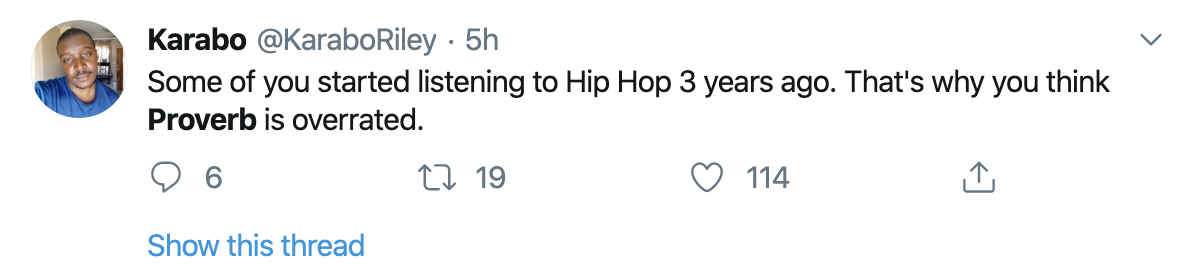 Karabo @KaraboRiley · 5h
Some of you started listening to Hip Hop 3 years ago. That's why you think
Proverb is overrated.
6 19 114
Show this thread